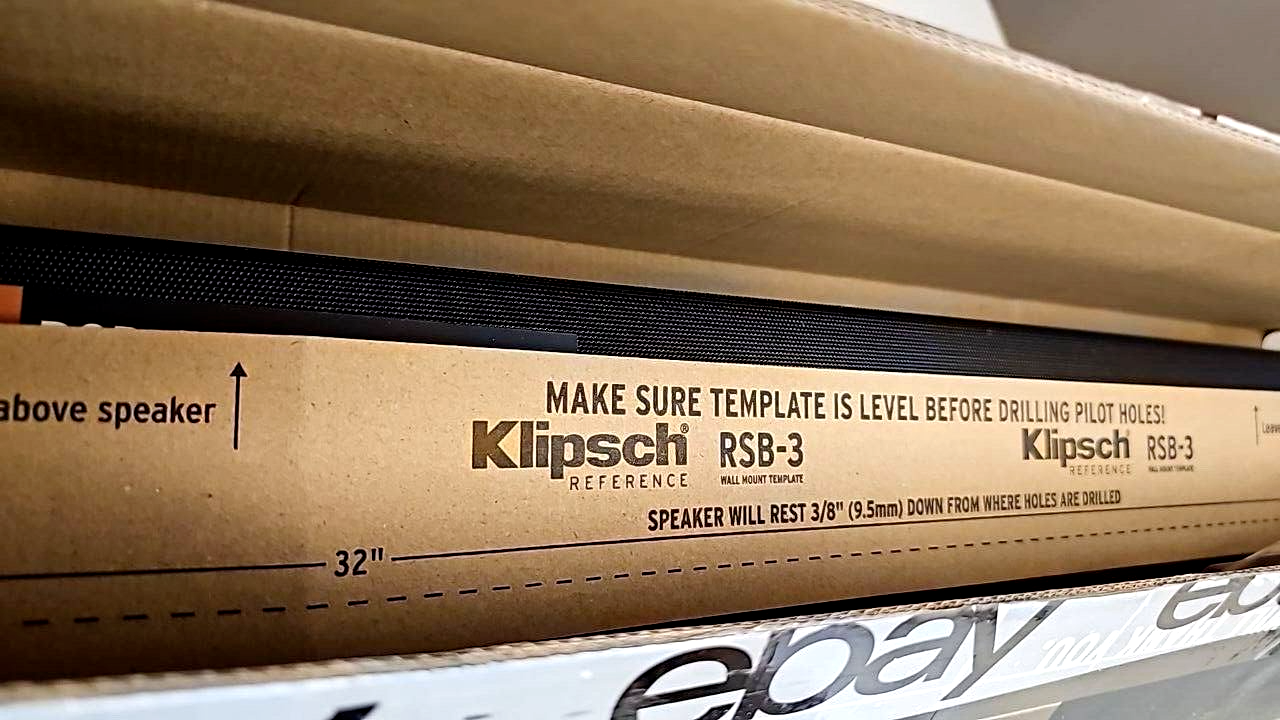 above speaker
MAKE SURE TEMPLATE IS LEVEL BEFORE DRILLING PILOT HOLES!
Klipsch® RSB-3
REFERENCE WALL MOUNT TEMPLATE
Klipsch RSB-3
REFERENCE WALL MOUNT TEMPLATE
Leave
SPEAKER WILL REST 3/8" (9.5mm) DOWN FROM WHERE HOLES ARE DRILLED
32"
ebay